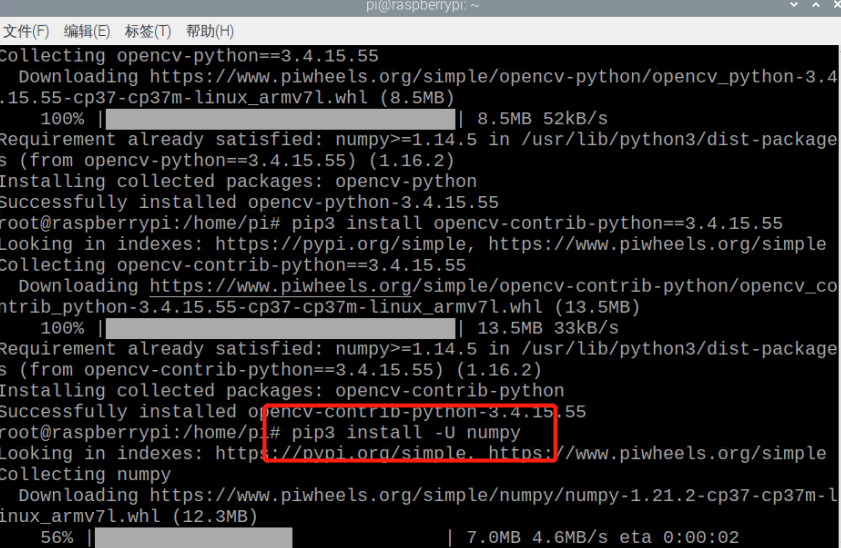 pi@raspberrypi: ~
文件(F) 编辑(E) 标签(T) 帮助(H)
Collecting opencv-python==3.4.15.55
  Downloading https://www.piwheels.org/simple/opencv-python/opencv_python-3.4
.15.55-cp37-cp37m-linux_armv7l.whl (8.5MB)
    100% |                                | 8.5MB 52kB/s
Requirement already satisfied: numpy>=1.14.5 in /usr/lib/python3/dist-package
s (from opencv-python==3.4.15.55) (1.16.2)
Installing collected packages: opencv-python
Successfully installed opencv-python-3.4.15.55
root@raspberrypi:/home/pi# pip3 install opencv-contrib-python==3.4.15.55
Looking in indexes: https://pypi.org/simple, https://www.piwheels.org/simple
Collecting opencv-contrib-python==3.4.15.55
  Downloading https://www.piwheels.org/simple/opencv-contrib-python/opencv_co
ntrib_python-3.4.15.55-cp37-cp37m-linux_armv7l.whl (13.5MB)
    100% |                                | 13.5MB 33kB/s
Requirement already satisfied: numpy>=1.14.5 in /usr/lib/python3/dist-package
s (from opencv-contrib-python==3.4.15.55) (1.16.2)
Installing collected packages: opencv-contrib-python
Successfully installed opencv-contrib-python-3.4.15.55
root@raspberrypi:/home/pi# pip3 install -U numpy
Looking in indexes: https://pypi.org/simple, https://www.piwheels.org/simple
Collecting numpy
  Downloading https://www.piwheels.org/simple/numpy/numpy-1.21.2-cp37-cp37m-l
inux_armv7l.whl (12.3MB)
    56% |                                | 7.0MB 4.6MB/s eta 0:00:02